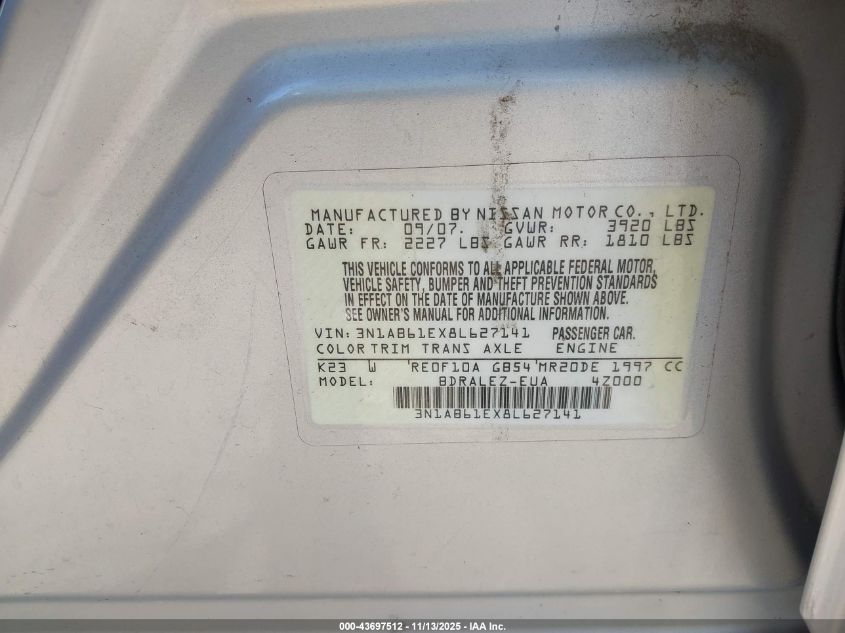 MANUFACTURED BY NISSAN MOTOR CO., LTD.
DATE: 09/07. GVWR: 3920 LBS
GAWR FR: 2227 LBS GAWR RR: 1810 LBS
THIS VEHICLE CONFORMS TO ALL APPLICABLE FEDERAL MOTOR,
VEHICLE SAFETY, BUMPER AND THEFT PREVENTION STANDARDS
IN EFFECT ON THE DATE OF MANUFACTURE SHOWN ABOVE.
SEE OWNER'S MANUAL FOR ADDITIONAL INFORMATION.
VIN: 3N1AB61EX8L627141 PASSENGER CAR.
COLOR TRIM TRANS AXLE ENGINE
K23 W RE0F10A GB54 MR20DE 1997 CC
MODEL: BDRALEZ-EUA 4Z000
3N1AB61EX8L627141
000-43697512 - 11/13/2025 - IAA Inc.